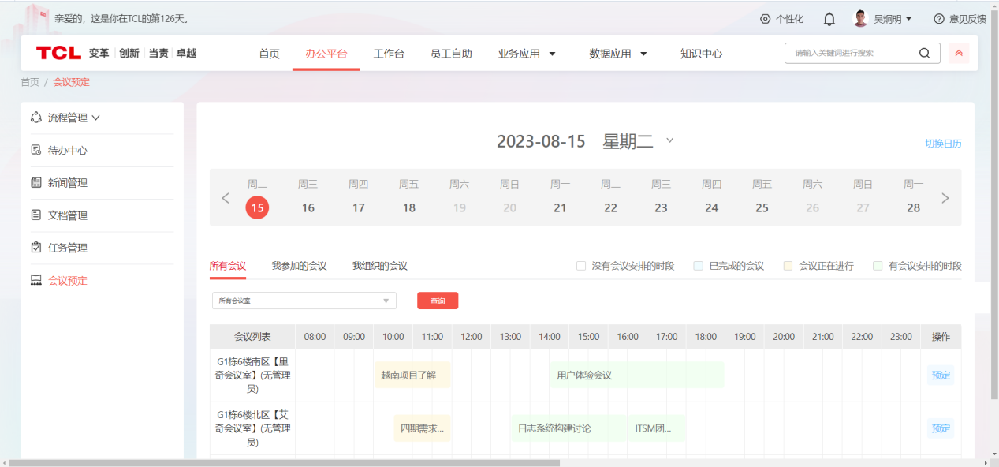 亲爱的，这是你在TCL的第126天。
个性化
吴炯明
意见反馈
TCL 变革 创新 当责 卓越
首页 办公平台 工作台 员工自助 业务应用 数据应用 知识中心
请输入关键词进行搜索
首页 / 会议预定
流程管理
待办中心
新闻管理
文档管理
任务管理
会议预定
2023-08-15 星期二
切换日历
周二 周三 周四 周五 周六 周日 周一 周二 周三 周四 周五 周六 周日 周一
15 16 17 18 19 20 21 22 23 24 25 26 27 28
所有会议 我参加的会议 我组织的会议
没有会议安排的时段 已完成的会议 会议正在进行 有会议安排的时段
所有会议室
查询
会议列表 08:00 09:00 10:00 11:00 12:00 13:00 14:00 15:00 16:00 17:00 18:00 19:00 20:00 21:00 22:00 23:00 操作
G1栋6楼南区【里
奇会议室】(无管理
员)
越南项目了解 用户体验会议 预定
G1栋6楼北区【艾
奇会议室】(无管理
员)
四期需求... 日志系统构建讨论 ITSM团... 预定